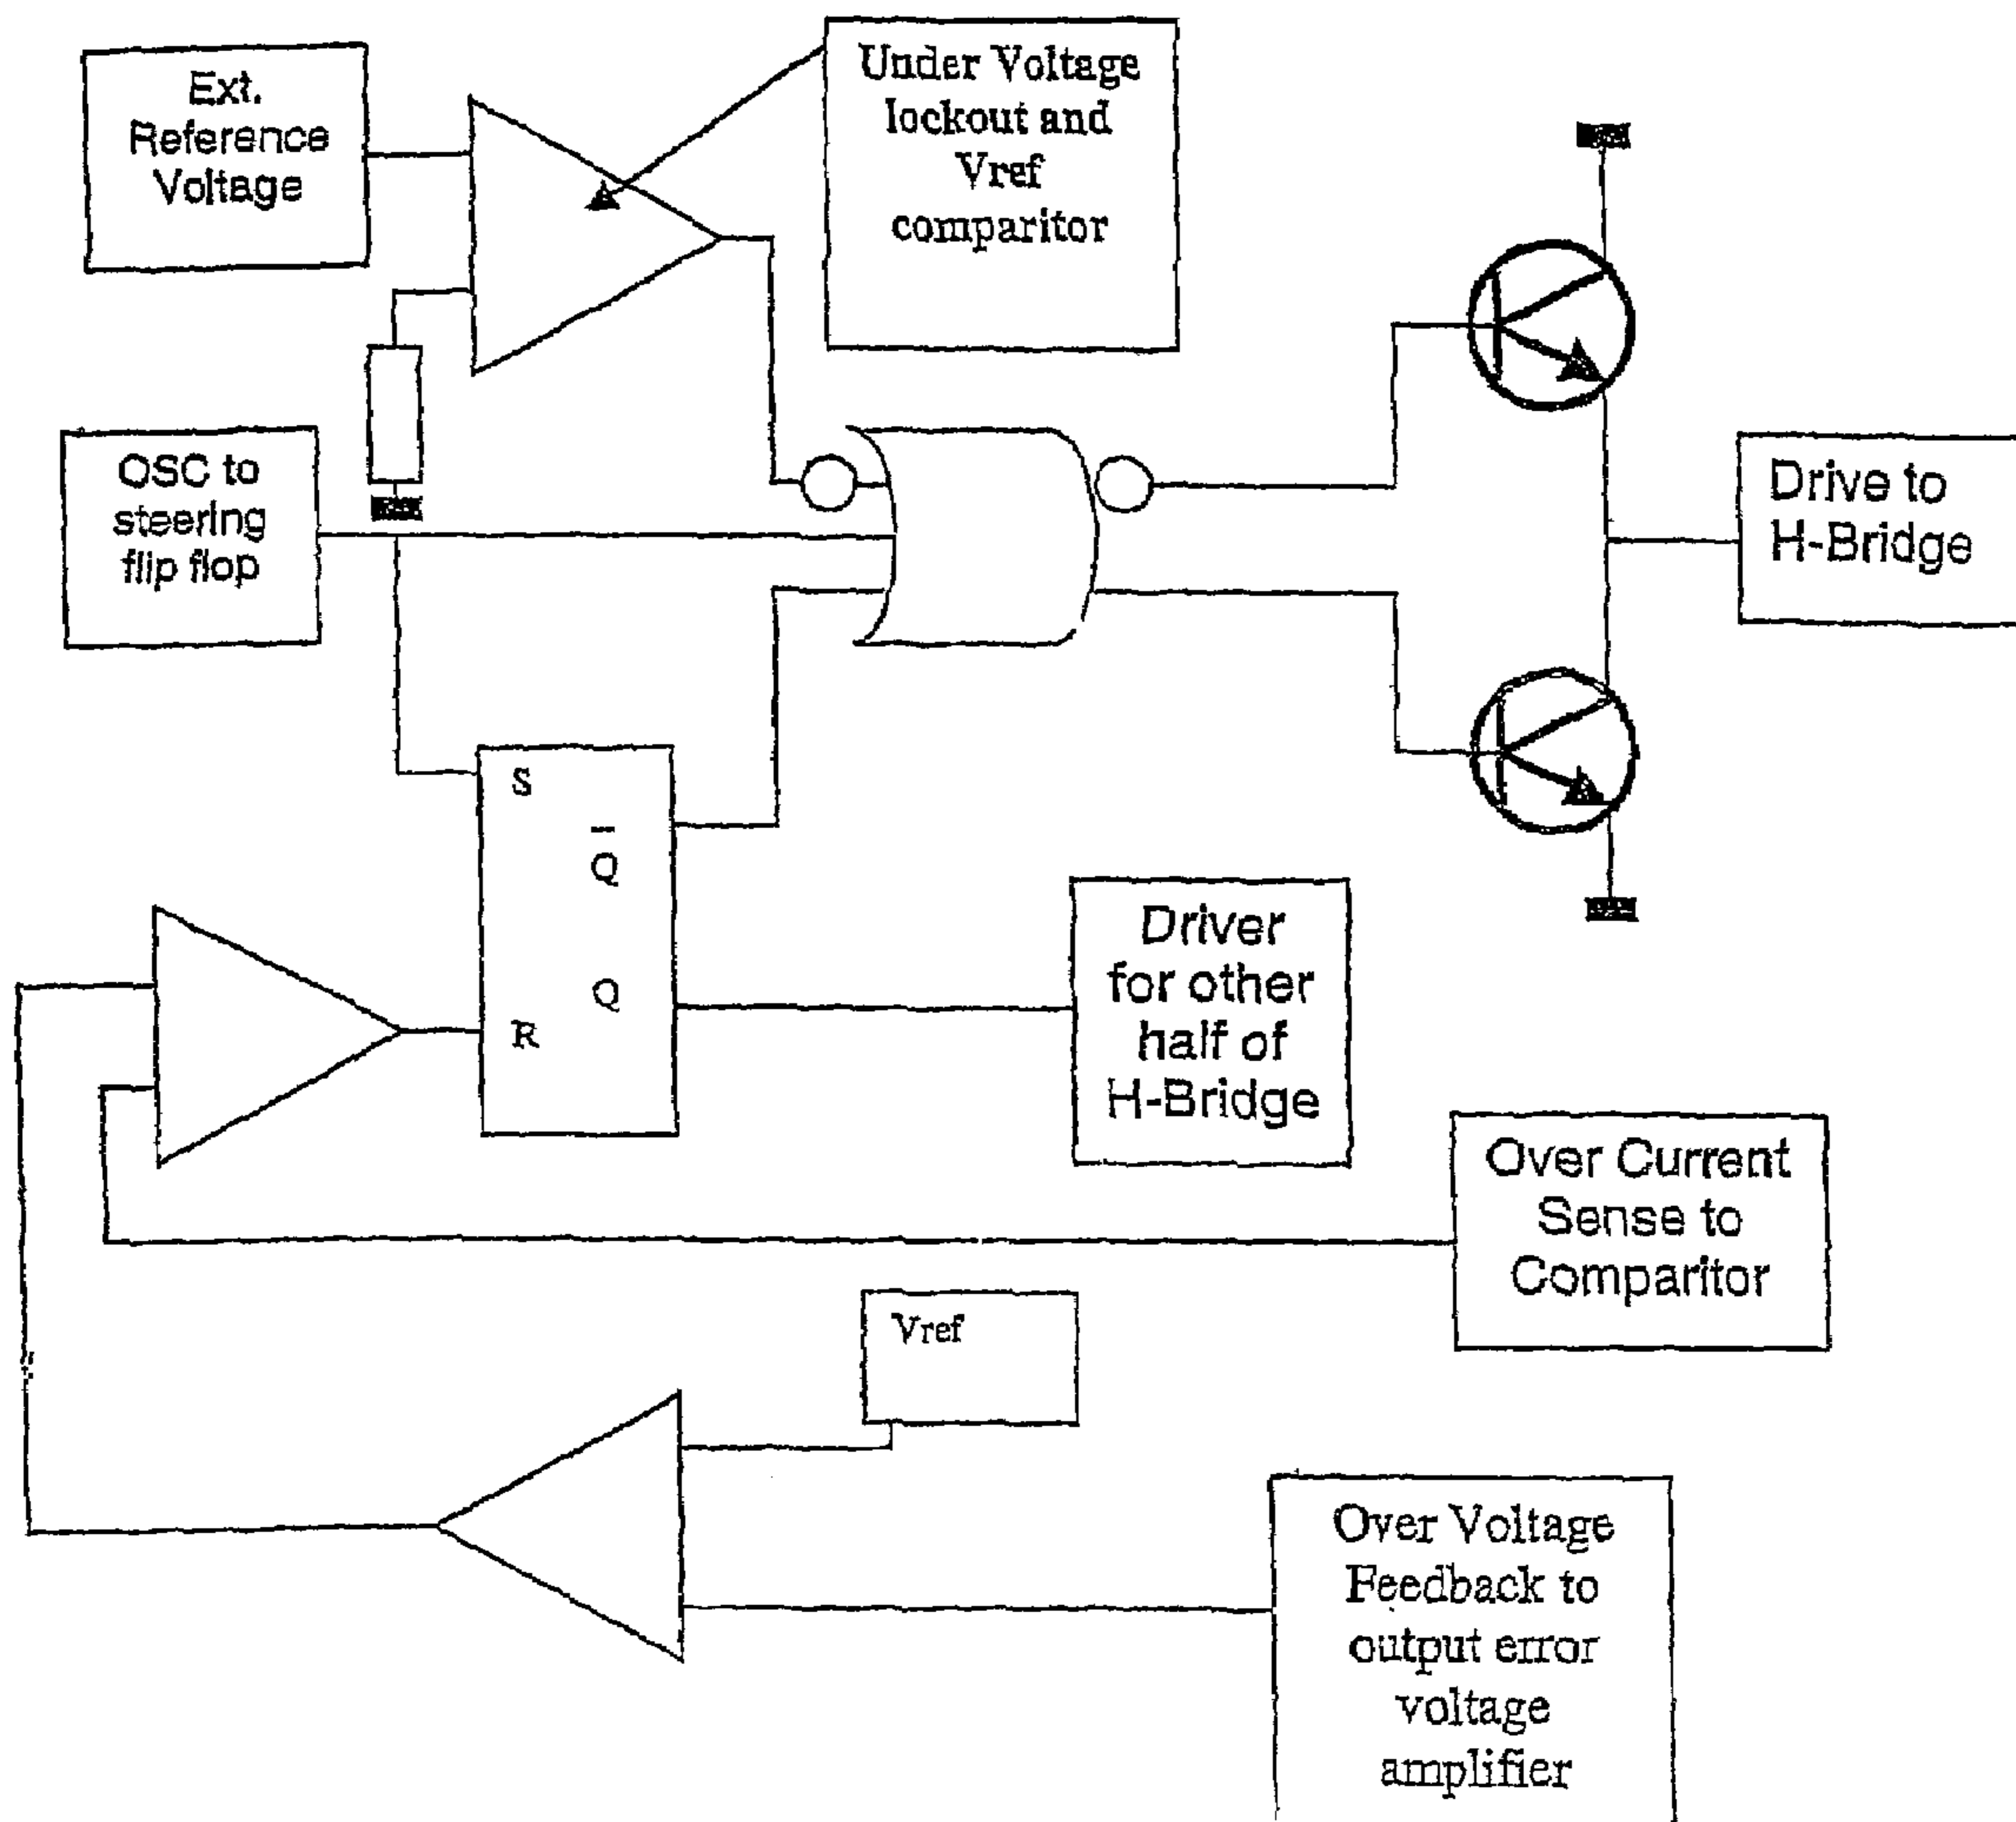 Ext.
Reference
Voltage
Under Voltage
lockout and
Vref
comparitor
OSC to
steering
flip flop
Drive to
H-Bridge
S
Q
Q
R
Driver
for other
half of
H-Bridge
Over Current
Sense to
Comparitor
Vref
Over Voltage
Feedback to
output error
voltage
amplifier